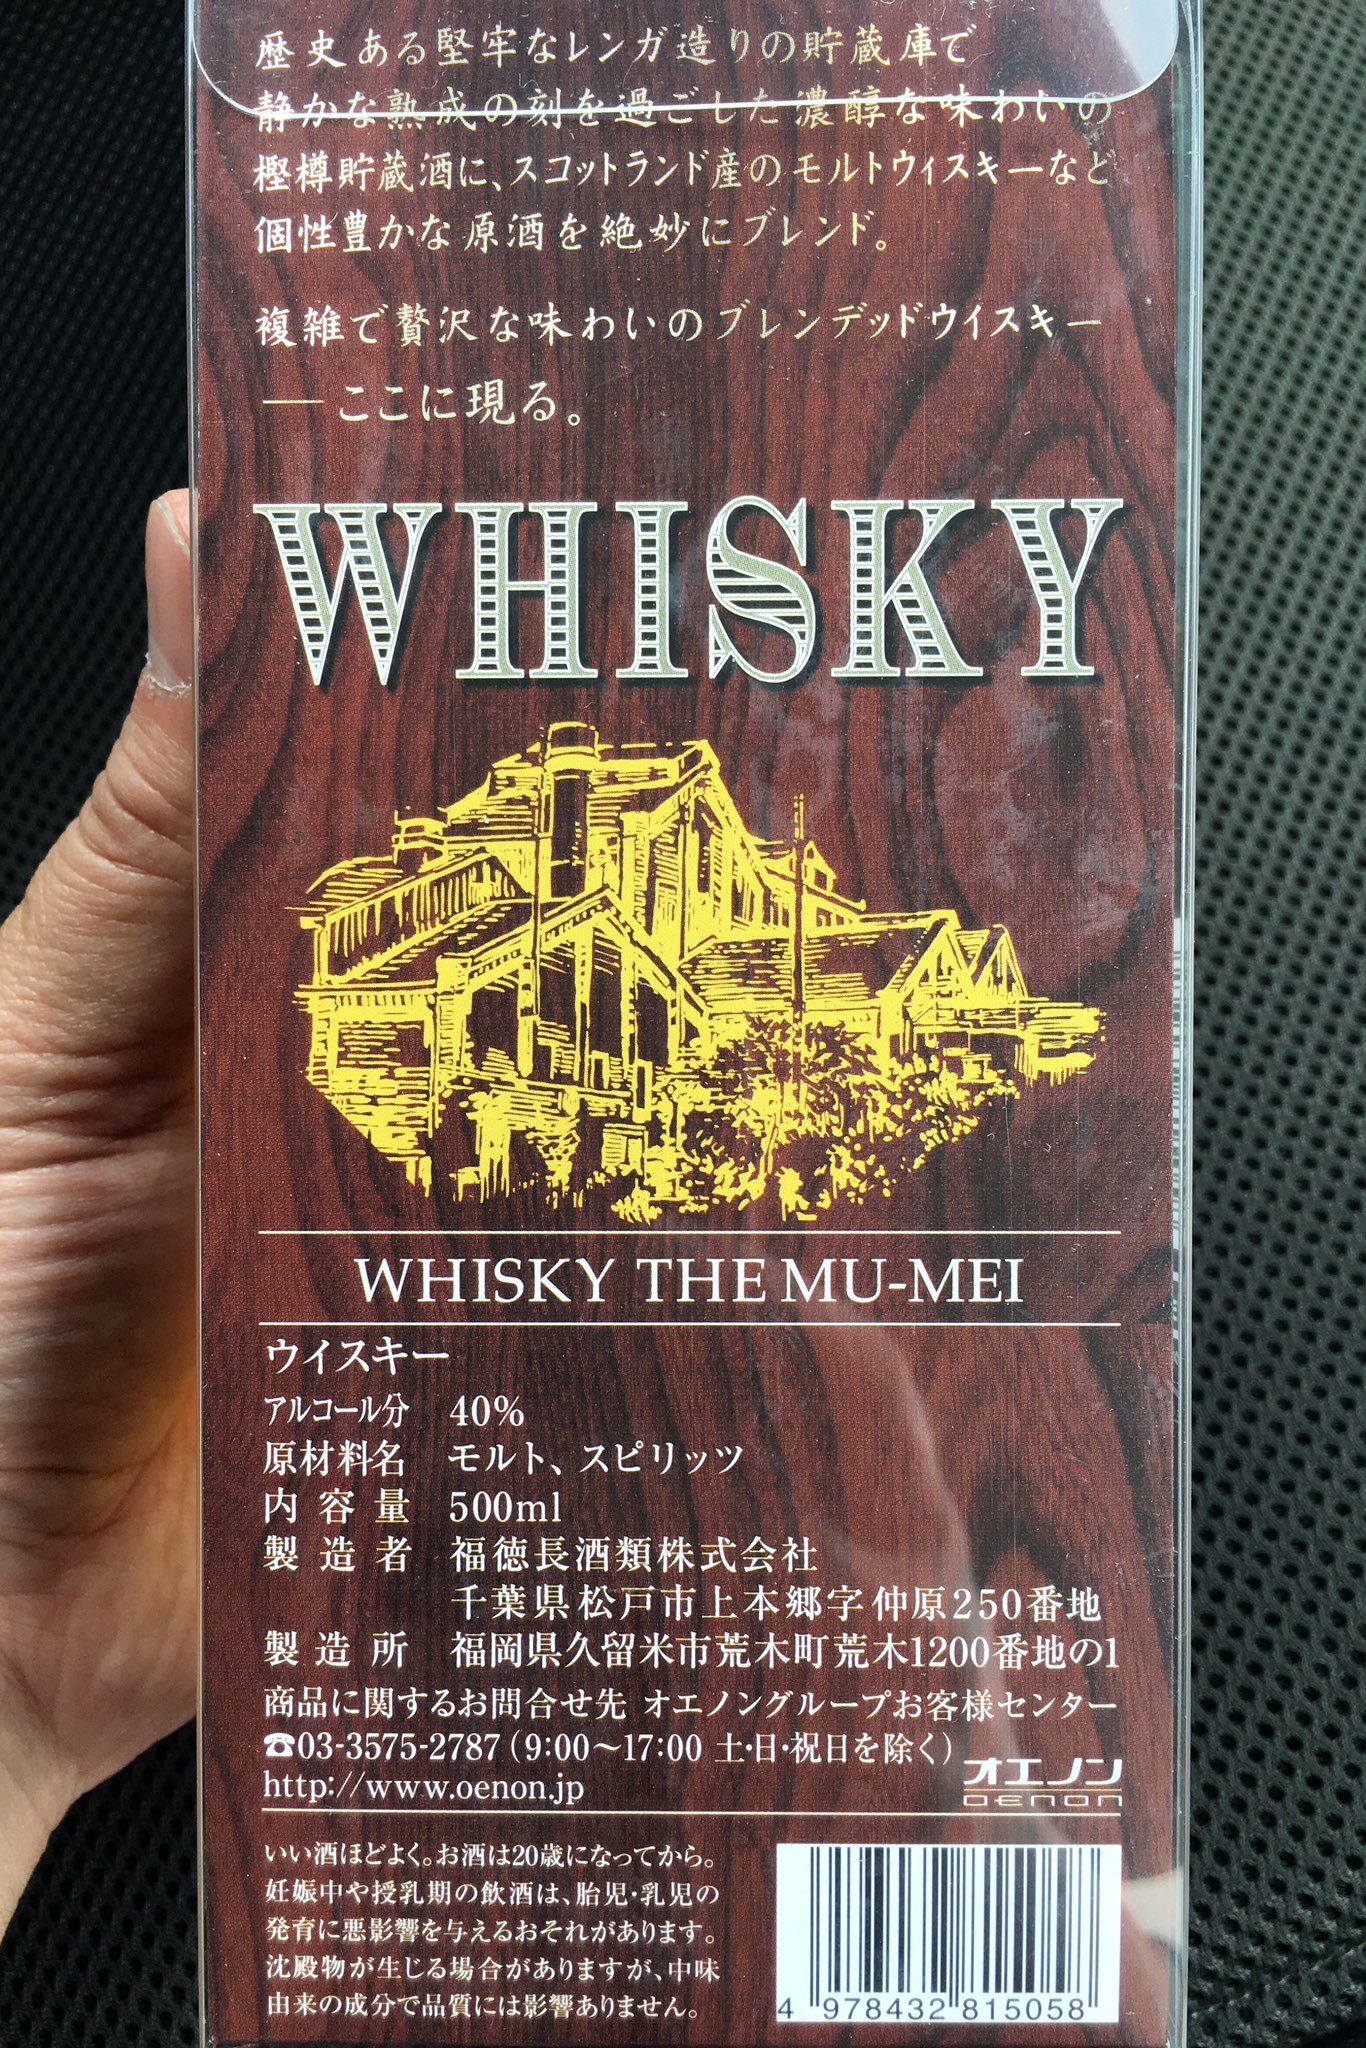 歴史ある堅牢なレンガ造りの貯蔵庫で
静かな熟成の刻を過ごした濃醇な味わいの
樫樽貯蔵酒に、スコットランド産のモルトウィスキーなど
個性豊かな原酒を絶妙にブレンド。
複雑で贅沢な味わいのブレンデッドウイスキー
── ここに現る。
WHISKY
WHISKY THE MU-MEI
ウイスキー
アルコール分 40%
原材料名 モルト、スピリッツ
内容量 500ml
製造者 福徳長酒類株式会社
千葉県松戸市上本郷字仲原250番地
製造所 福岡県久留米市荒木町荒木1200番地の1
商品に関するお問合せ先 オエノングループお客様センター
☎03-3575-2787（9:00～17:00 土・日・祝日を除く）
http://www.oenon.jp
オエノン
OENON
いい酒ほどよく。お酒は20歳になってから。
妊娠中や授乳期の飲酒は、胎児・乳児の
発育に悪影響を与えるおそれがあります。
沈殿物が生じる場合がありますが、中味
由来の成分で品質には影響ありません。
4 978432 815058